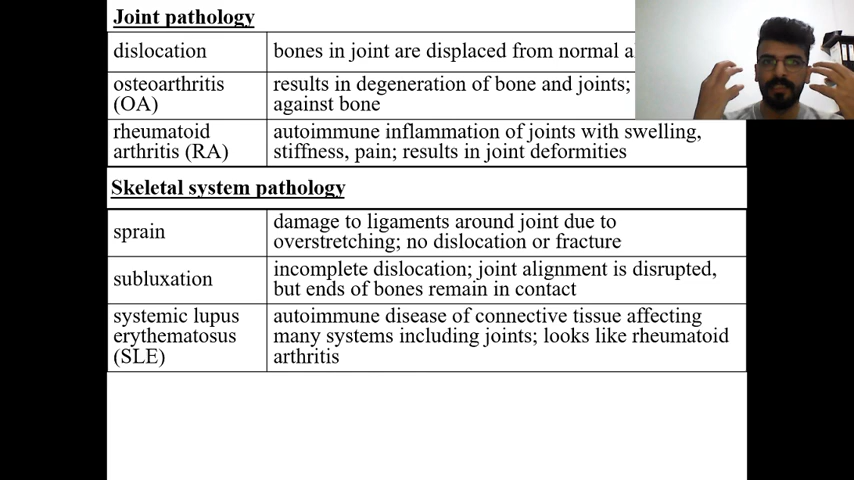 Joint pathology
dislocation
bones in joint are displaced from normal
osteoarthritis
(OA)
results in degeneration of bone and joints;
against bone
rheumatoid
arthritis (RA)
autoimmune inflammation of joints with swelling,
stiffness, pain; results in joint deformities
Skeletal system pathology
sprain
damage to ligaments around joint due to
overstretching; no dislocation or fracture
subluxation
incomplete dislocation; joint alignment is disrupted,
but ends of bones remain in contact
systemic lupus
erythematosus
(SLE)
autoimmune disease of connective tissue affecting
many systems including joints; looks like rheumatoid
arthritis